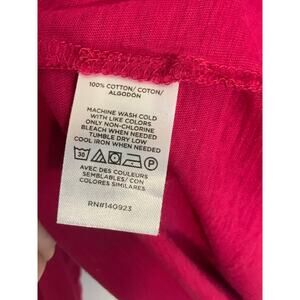 100% COTTON/ COTON/
ALGODÓN
MACHINE WASH COLD
WITH LIKE COLORS
ONLY NON-CHLORINE
BLEACH WHEN NEEDED
TUMBLE DRY LOW
COOL IRON WHEN NEEDED
30 P
AVEC DES COULEURS
SEMBLABLES/ CON
COLORES SIMILARES
RN#140923